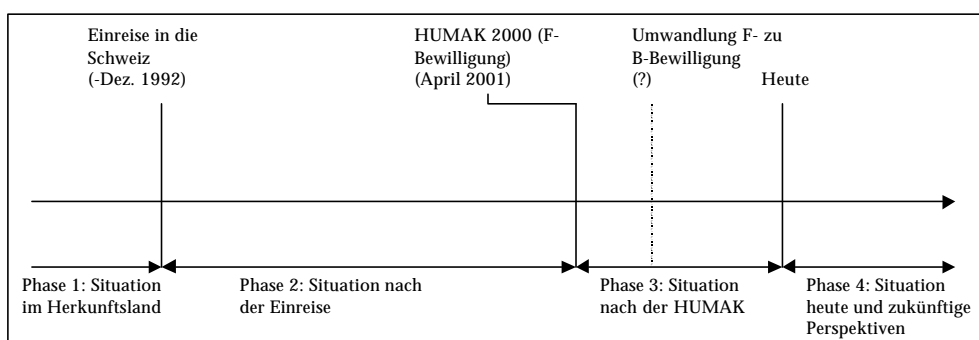 Einreise in die
Schweiz
(-Dez. 1992)
HUMAK 2000 (F-
Bewilligung)
(April 2001)
Umwandlung F- zu
B-Bewilligung
(?)
Heute
Phase 1: Situation
im Herkunftsland
Phase 2: Situation nach
der Einreise
Phase 3: Situation
nach der HUMAK
Phase 4: Situation
heute und zukünftige
Perspektiven